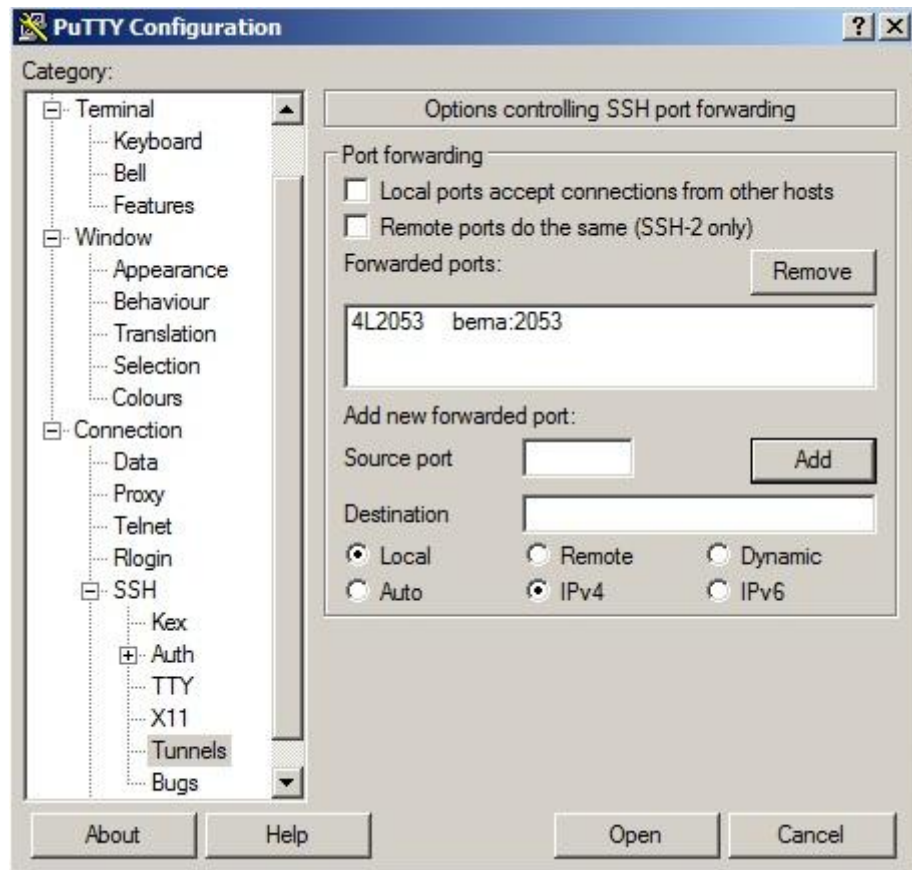 PuTTY Configuration
Category:
Terminal
Keyboard
Bell
Features
Window
Appearance
Behaviour
Translation
Selection
Colours
Connection
Data
Proxy
Telnet
Rlogin
SSH
Kex
Auth
TTY
X11
Tunnels
Bugs
Options controlling SSH port forwarding
Port forwarding
Local ports accept connections from other hosts
Remote ports do the same (SSH-2 only)
Forwarded ports:
Remove
4L2053 bema:2053
Add new forwarded port:
Source port
Add
Destination
Local Remote Dynamic
Auto IPv4 IPv6
About Help Open Cancel